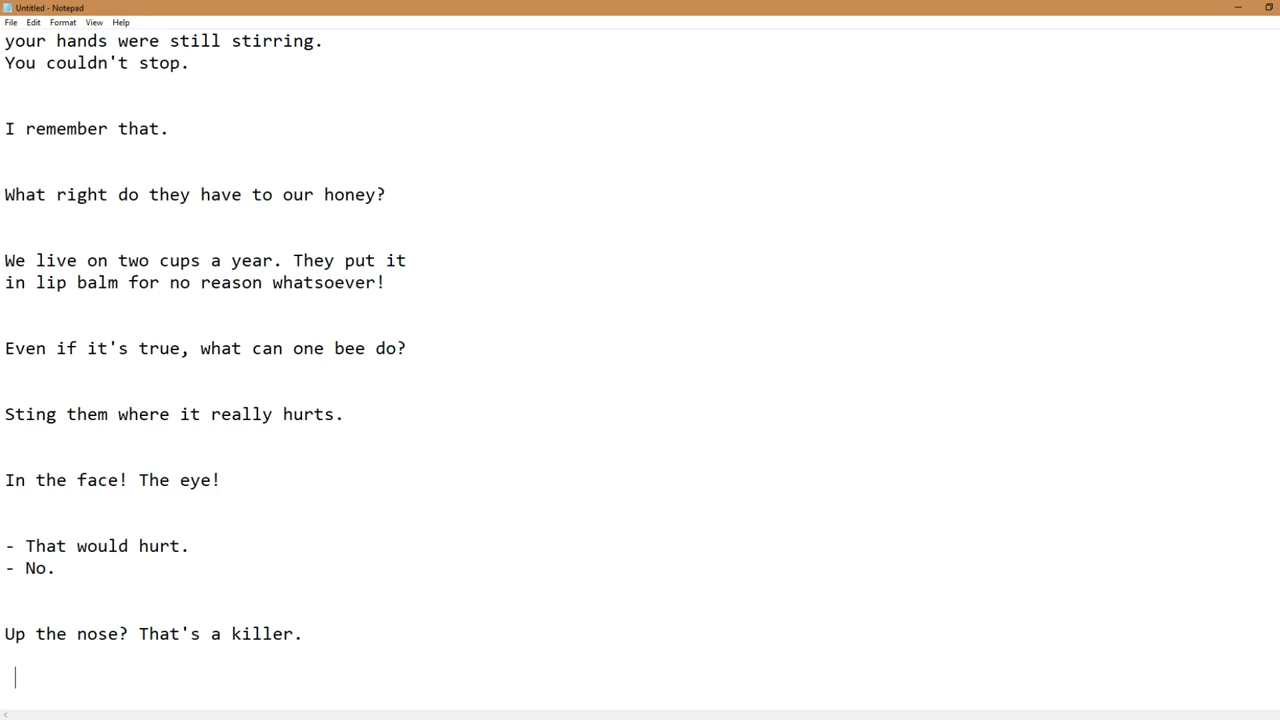 Untitled - Notepad
File Edit Format View Help
your hands were still stirring.
You couldn't stop.
I remember that.
What right do they have to our honey?
We live on two cups a year. They put it
in lip balm for no reason whatsoever!
Even if it's true, what can one bee do?
Sting them where it really hurts.
In the face! The eye!
- That would hurt.
- No.
Up the nose? That's a killer.